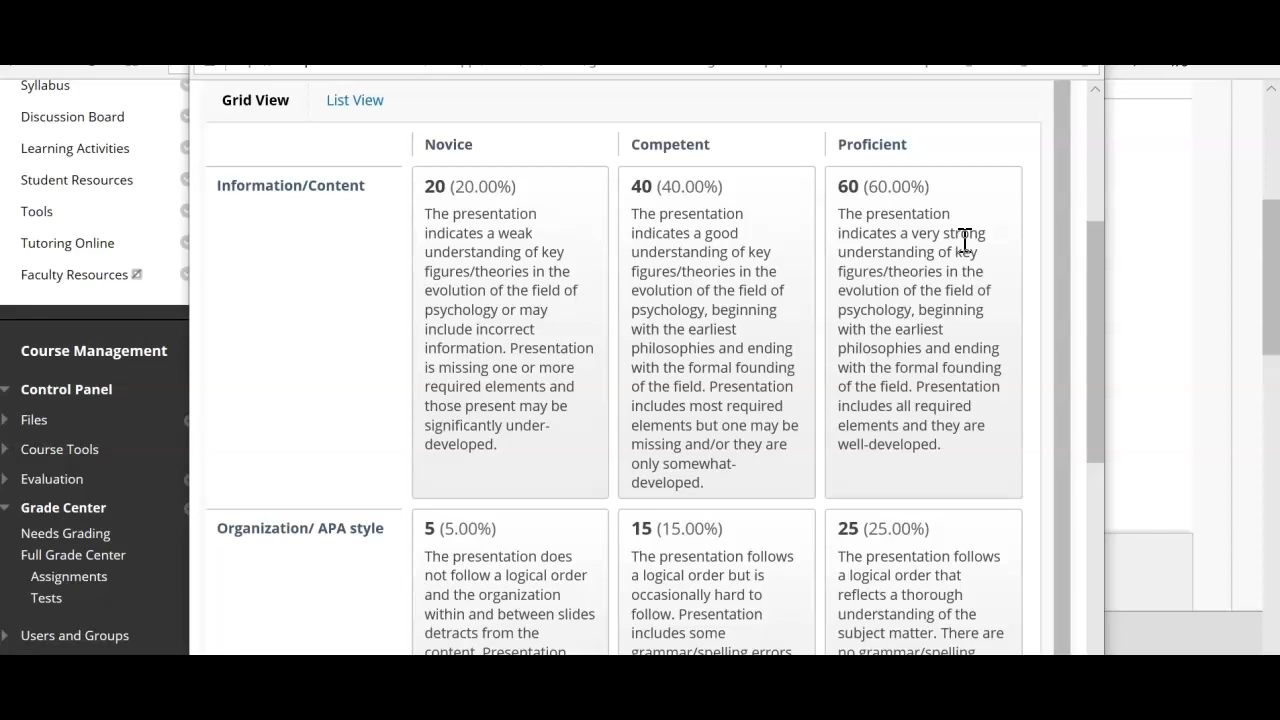 Syllabus
Discussion Board
Learning Activities
Student Resources
Tools
Tutoring Online
Faculty Resources
Course Management
Control Panel
Files
Course Tools
Evaluation
Grade Center
Needs Grading
Full Grade Center
Assignments
Tests
Users and Groups
Grid View
List View
Novice
Competent
Proficient
Information/Content
20 (20.00%)
The presentation
indicates a weak
understanding of key
figures/theories in the
evolution of the field of
psychology or may
include incorrect
information. Presentation
is missing one or more
required elements and
those present may be
significantly under-
developed.
40 (40.00%)
The presentation
indicates a good
understanding of key
figures/theories in the
evolution of the field of
psychology, beginning
with the earliest
philosophies and ending
with the formal founding
of the field. Presentation
includes most required
elements but one may be
missing and/or they are
only somewhat-
developed.
60 (60.00%)
The presentation
indicates a very strong
understanding of key
figures/theories in the
evolution of the field of
psychology, beginning
with the earliest
philosophies and ending
with the formal founding
of the field. Presentation
includes all required
elements and they are
well-developed.
Organization/ APA style
5 (5.00%)
The presentation does
not follow a logical order
and the organization
within and between slides
detracts from the
content. Presentation
15 (15.00%)
The presentation follows
a logical order but is
occasionally hard to
follow. Presentation
includes some
grammar/spelling errors
25 (25.00%)
The presentation follows
a logical order that
reflects a thorough
understanding of the
subject matter. There are
no grammar/spelling